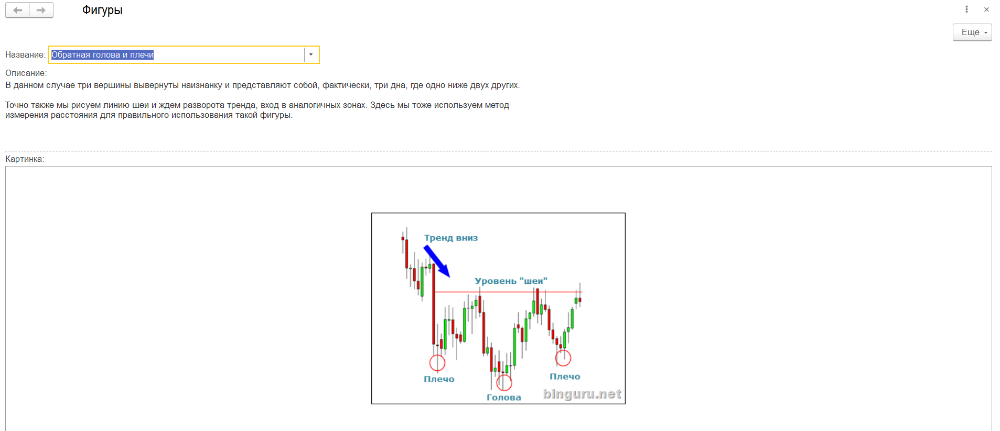 Фигуры
Еще
Название: Обратная голова и плечи
Описание:
В данном случае три вершины вывернуты наизнанку и представляют собой, фактически, три дна, где одно ниже двух других.
Точно также мы рисуем линию шеи и ждем разворота тренда, вход в аналогичных зонах. Здесь мы тоже используем метод
измерения расстояния для правильного использования такой фигуры.
Картинка:
Тренд вниз
Уровень "шеи"
Плечо
Плечо
Голова
binguru.net